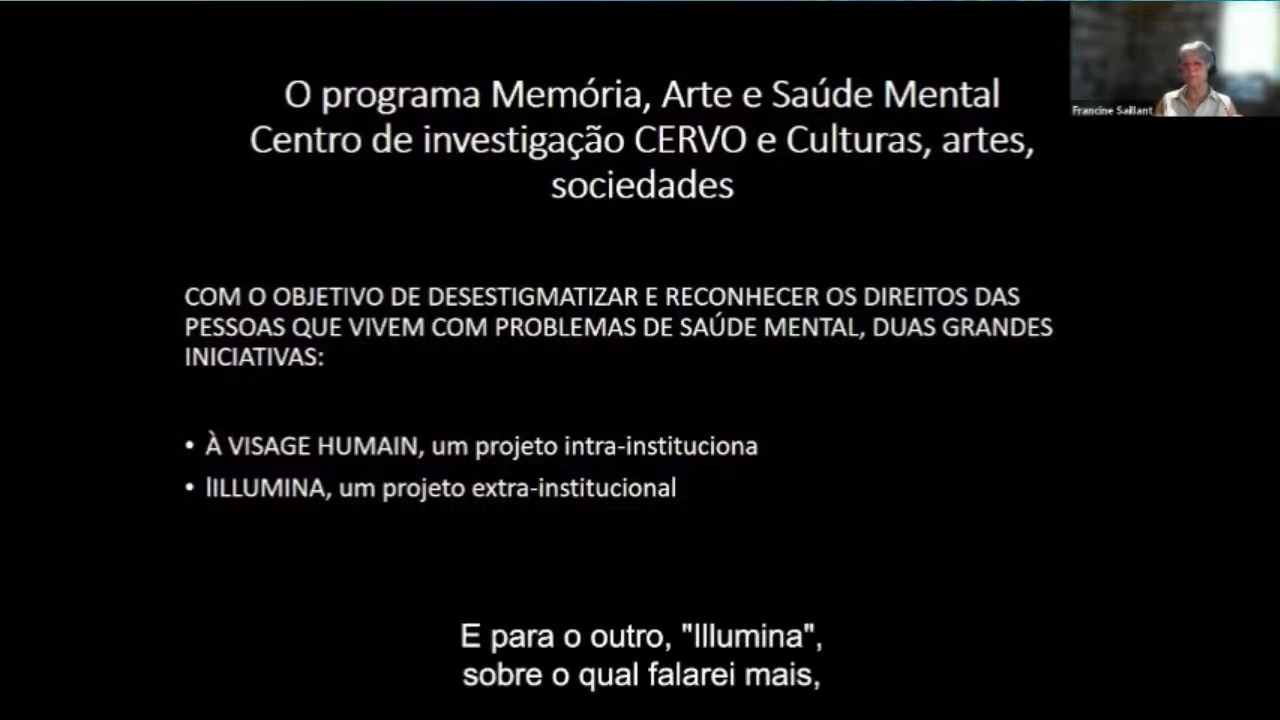 O programa Memória, Arte e Saúde Mental
Centro de investigação CERVO e Culturas, artes,
sociedades
Francine Saillant
COM O OBJETIVO DE DESESTIGMATIZAR E RECONHECER OS DIREITOS DAS
PESSOAS QUE VIVEM COM PROBLEMAS DE SAÚDE MENTAL, DUAS GRANDES
INICIATIVAS:
• À VISAGE HUMAIN, um projeto intra-instituciona
• lILLUMINA, um projeto extra-institucional
E para o outro, "Illumina",
sobre o qual falarei mais,